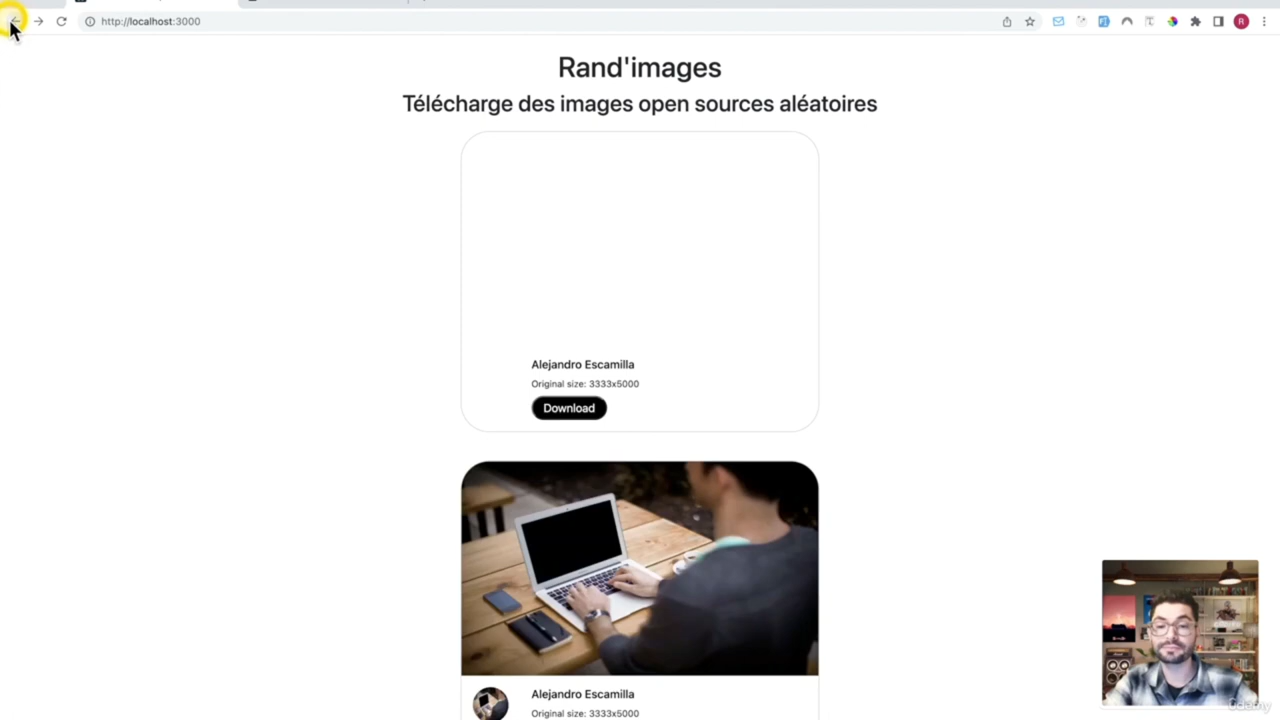 http://localhost:3000
R
Rand'images
Télécharge des images open sources aléatoires
Alejandro Escamilla
Original size: 3333x5000
Download
Alejandro Escamilla
Original size: 3333x5000
ûdemy